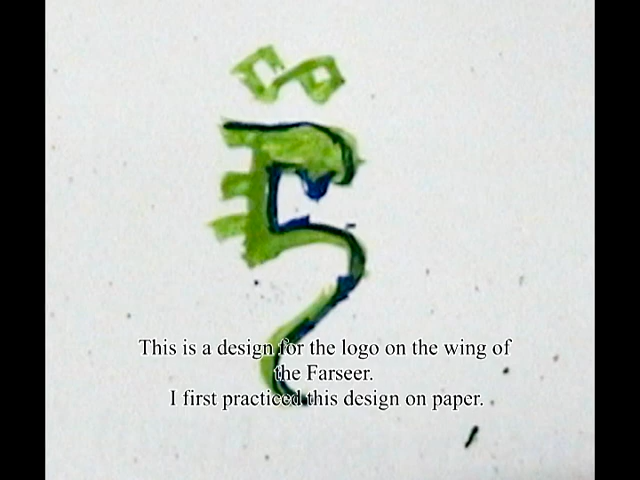 This is a design for the logo on the wing of
the Farseer.
I first practiced this design on paper.